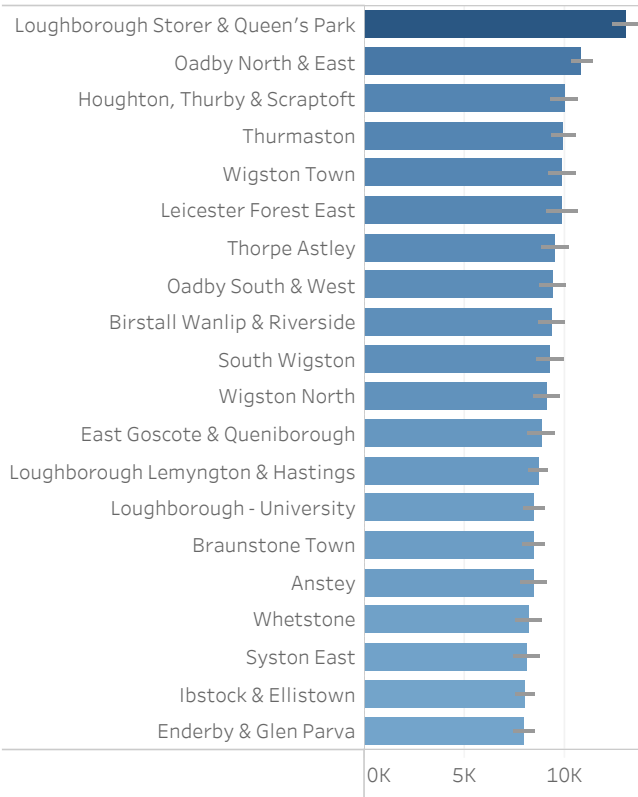 Loughborough Storer & Queen's Park
Oadby North & East
Houghton, Thurby & Scraptoft
Thurmaston
Wigston Town
Leicester Forest East
Thorpe Astley
Oadby South & West
Birstall Wanlip & Riverside
South Wigston
Wigston North
East Goscote & Queniborough
Loughborough Lemyngton & Hastings
Loughborough - University
Braunstone Town
Anstey
Whetstone
Syston East
Ibstock & Ellistown
Enderby & Glen Parva
0K 5K 10K